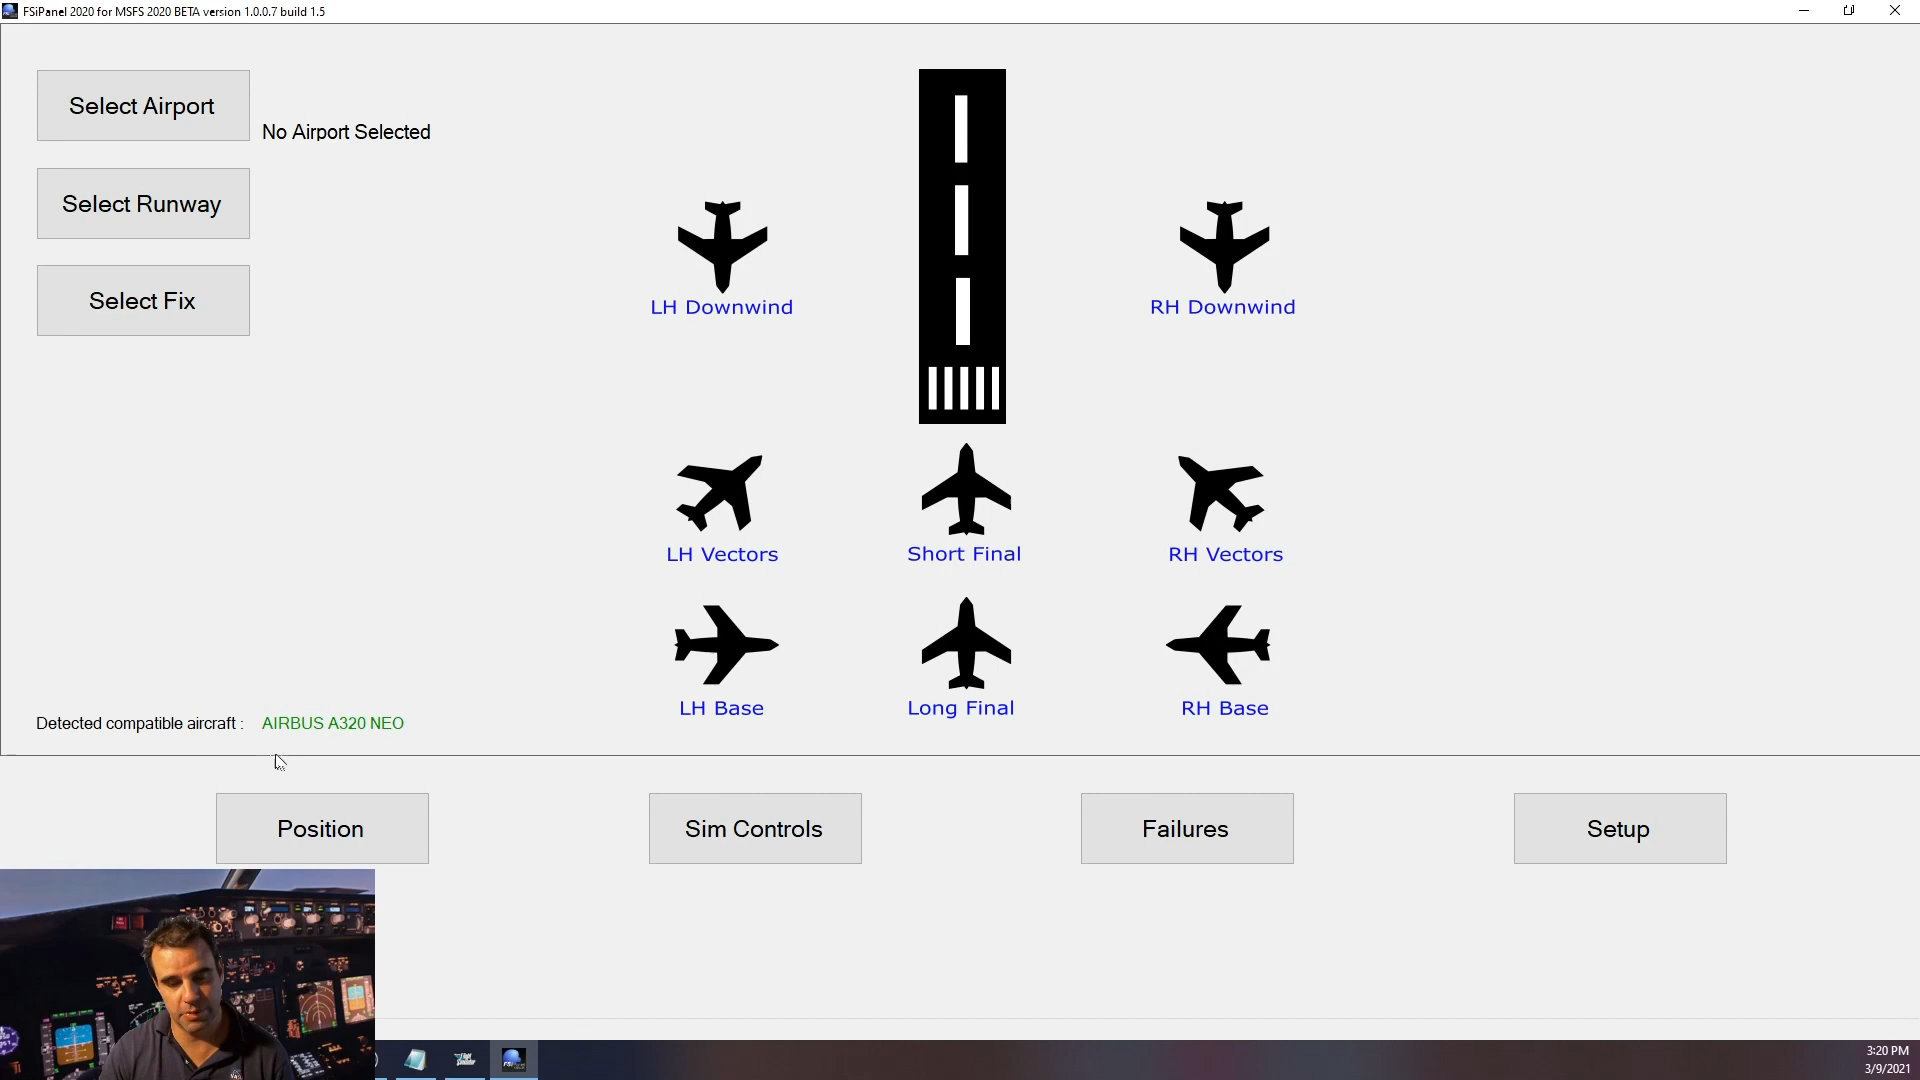 FSiPanel 2020 for MSFS 2020 BETA version 1.0.0.7 build 1.5
Select Airport
No Airport Selected
Select Runway
Select Fix
LH Downwind
RH Downwind
LH Vectors
Short Final
RH Vectors
LH Base
Long Final
RH Base
Detected compatible aircraft :
AIRBUS A320 NEO
Position
Sim Controls
Failures
Setup
Flight
Simulator
3:20 PM
3/9/2021